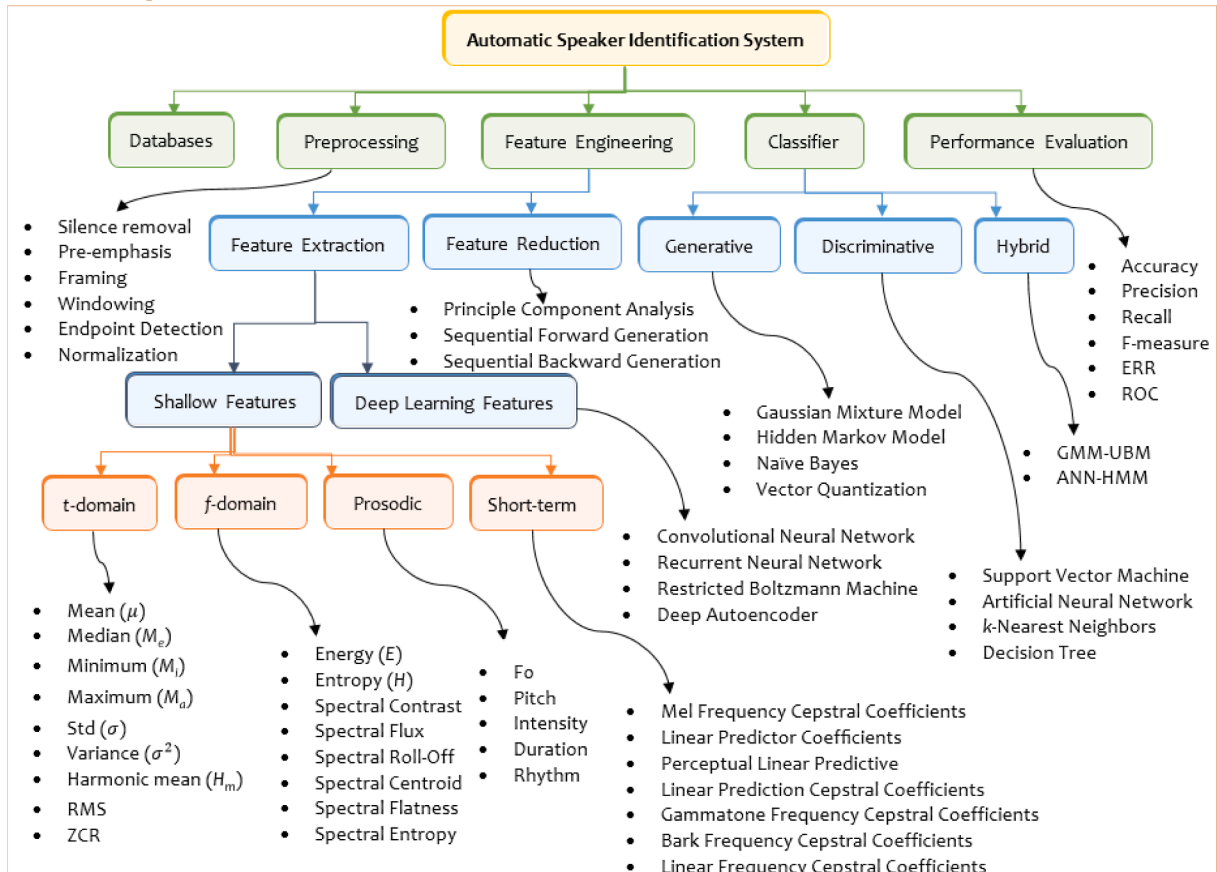 Automatic Speaker Identification System
Databases
Preprocessing
Feature Engineering
Classifier
Performance Evaluation
• Silence removal
• Pre-emphasis
• Framing
• Windowing
• Endpoint Detection
• Normalization
Feature Extraction
Feature Reduction
Generative
Discriminative
Hybrid
• Accuracy
• Precision
• Recall
• F-measure
• ERR
• ROC
• Principle Component Analysis
• Sequential Forward Generation
• Sequential Backward Generation
Shallow Features
Deep Learning Features
• Gaussian Mixture Model
• Hidden Markov Model
• Naïve Bayes
• Vector Quantization
• GMM-UBM
• ANN-HMM
t-domain
f-domain
Prosodic
Short-term
• Convolutional Neural Network
• Recurrent Neural Network
• Restricted Boltzmann Machine
• Deep Autoencoder
• Support Vector Machine
• Artificial Neural Network
• k-Nearest Neighbors
• Decision Tree
• Mean (μ)
• Median (Mₑ)
• Minimum (Mᵢ)
• Maximum (Mₐ)
• Std (σ)
• Variance (σ²)
• Harmonic mean (Hₘ)
• RMS
• ZCR
• Energy (E)
• Entropy (H)
• Spectral Contrast
• Spectral Flux
• Spectral Roll-Off
• Spectral Centroid
• Spectral Flatness
• Spectral Entropy
• Fo
• Pitch
• Intensity
• Duration
• Rhythm
• Mel Frequency Cepstral Coefficients
• Linear Predictor Coefficients
• Perceptual Linear Predictive
• Linear Prediction Cepstral Coefficients
• Gammatone Frequency Cepstral Coefficients
• Bark Frequency Cepstral Coefficients
• Linear Frequency Cepstral Coefficients